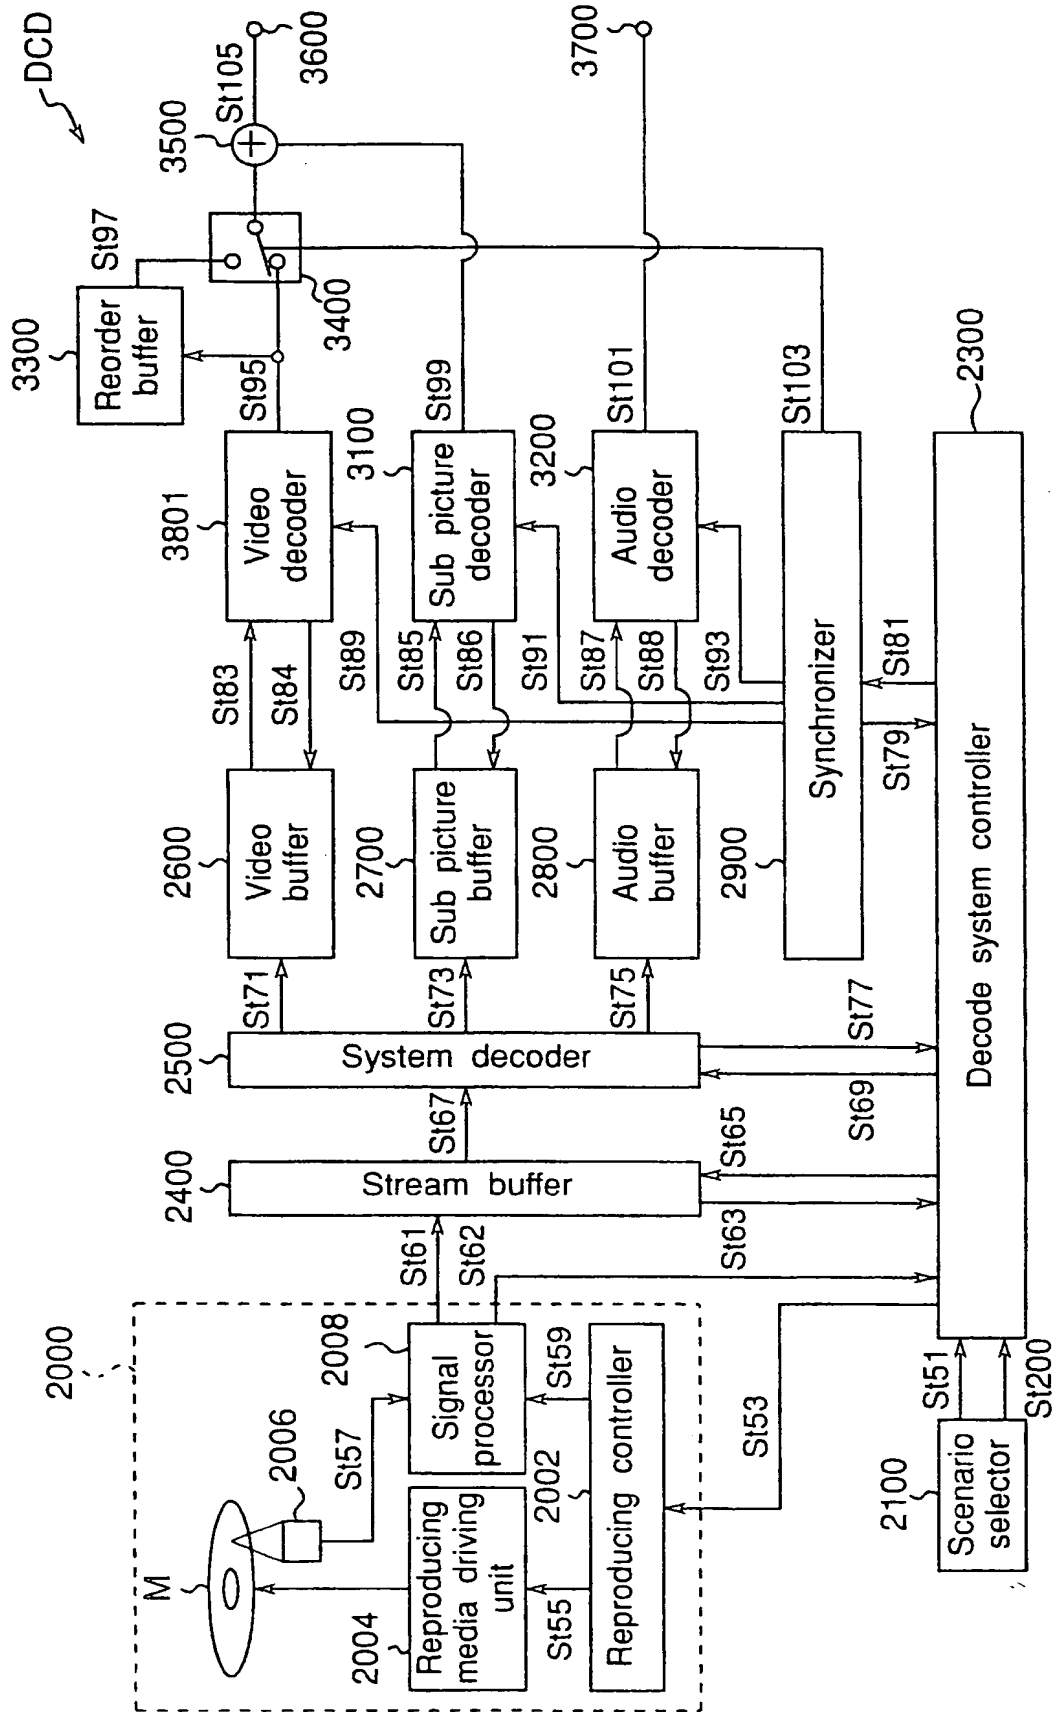 DCD
3300
Reorder
buffer
St97
3500
St105
3600
3700
3400
St95
3801
Video
decoder
St83
St84
St89
2600
Video
buffer
St71
3100
Sub picture
decoder
St99
St85
St86
St91
2700
Sub picture
buffer
St73
3200
Audio
decoder
St101
St87
St88
St93
2800
Audio
buffer
St75
St103
2900
Synchronizer
St79
St81
2300
Decode system controller
2500
System decoder
St67
St69
St77
2400
Stream buffer
St61
St62
St63
St65
2000
M
2006
St57
2008
Signal
processor
2004
Reproducing
media driving
unit
St55
St59
2002
Reproducing controller
St53
2100
Scenario
selector
St51
St200